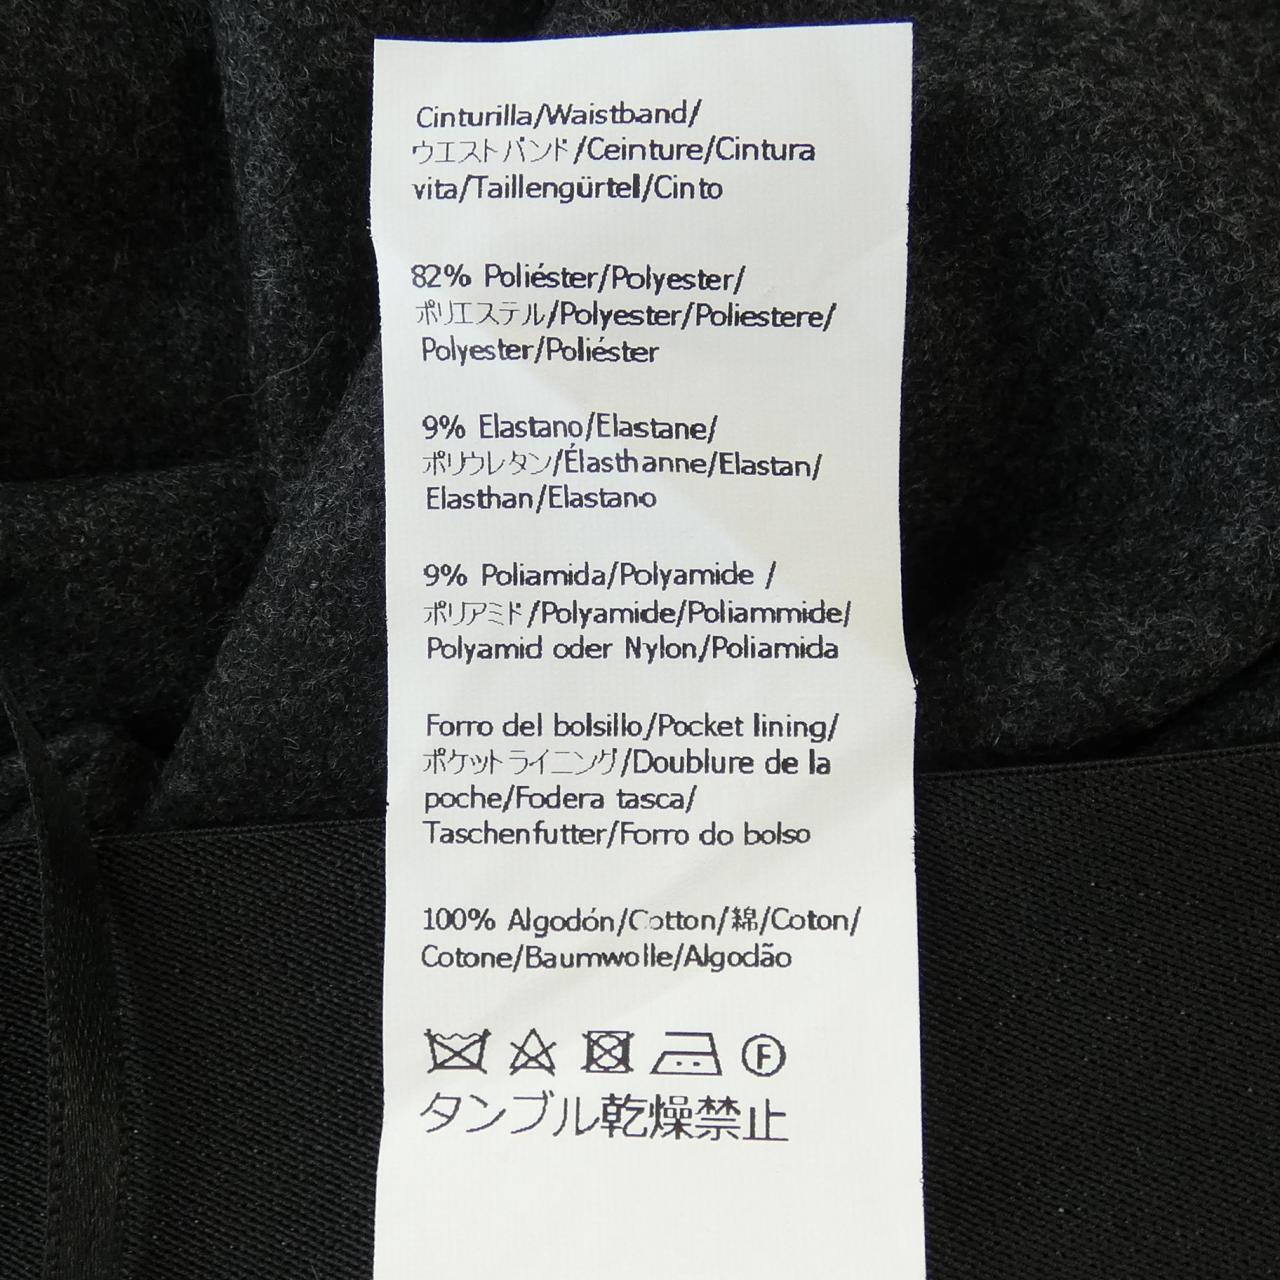 Cinturilla/Waistband/
ウエストバンド/Ceinture/Cintura
vita/Taillengürtel/Cinto
82% Poliéster/Polyester/
ポリエステル/Polyester/Poliestere/
Polyester/Poliéster
9% Elastano/Elastane/
ポリウレタン/Élasthanne/Elastan/
Elasthan/Elastano
9% Poliamida/Polyamide /
ポリアミド/Polyamide/Poliammide/
Polyamid oder Nylon/Poliamida
Forro del bolsillo/Pocket lining/
ポケットライニング/Doublure de la
poche/Fodera tasca/
Taschenfutter/Forro do bolso
100% Algodón/Cotton/綿/Coton/
Cotone/Baumwolle/Algodão
F
タンブル乾燥禁止